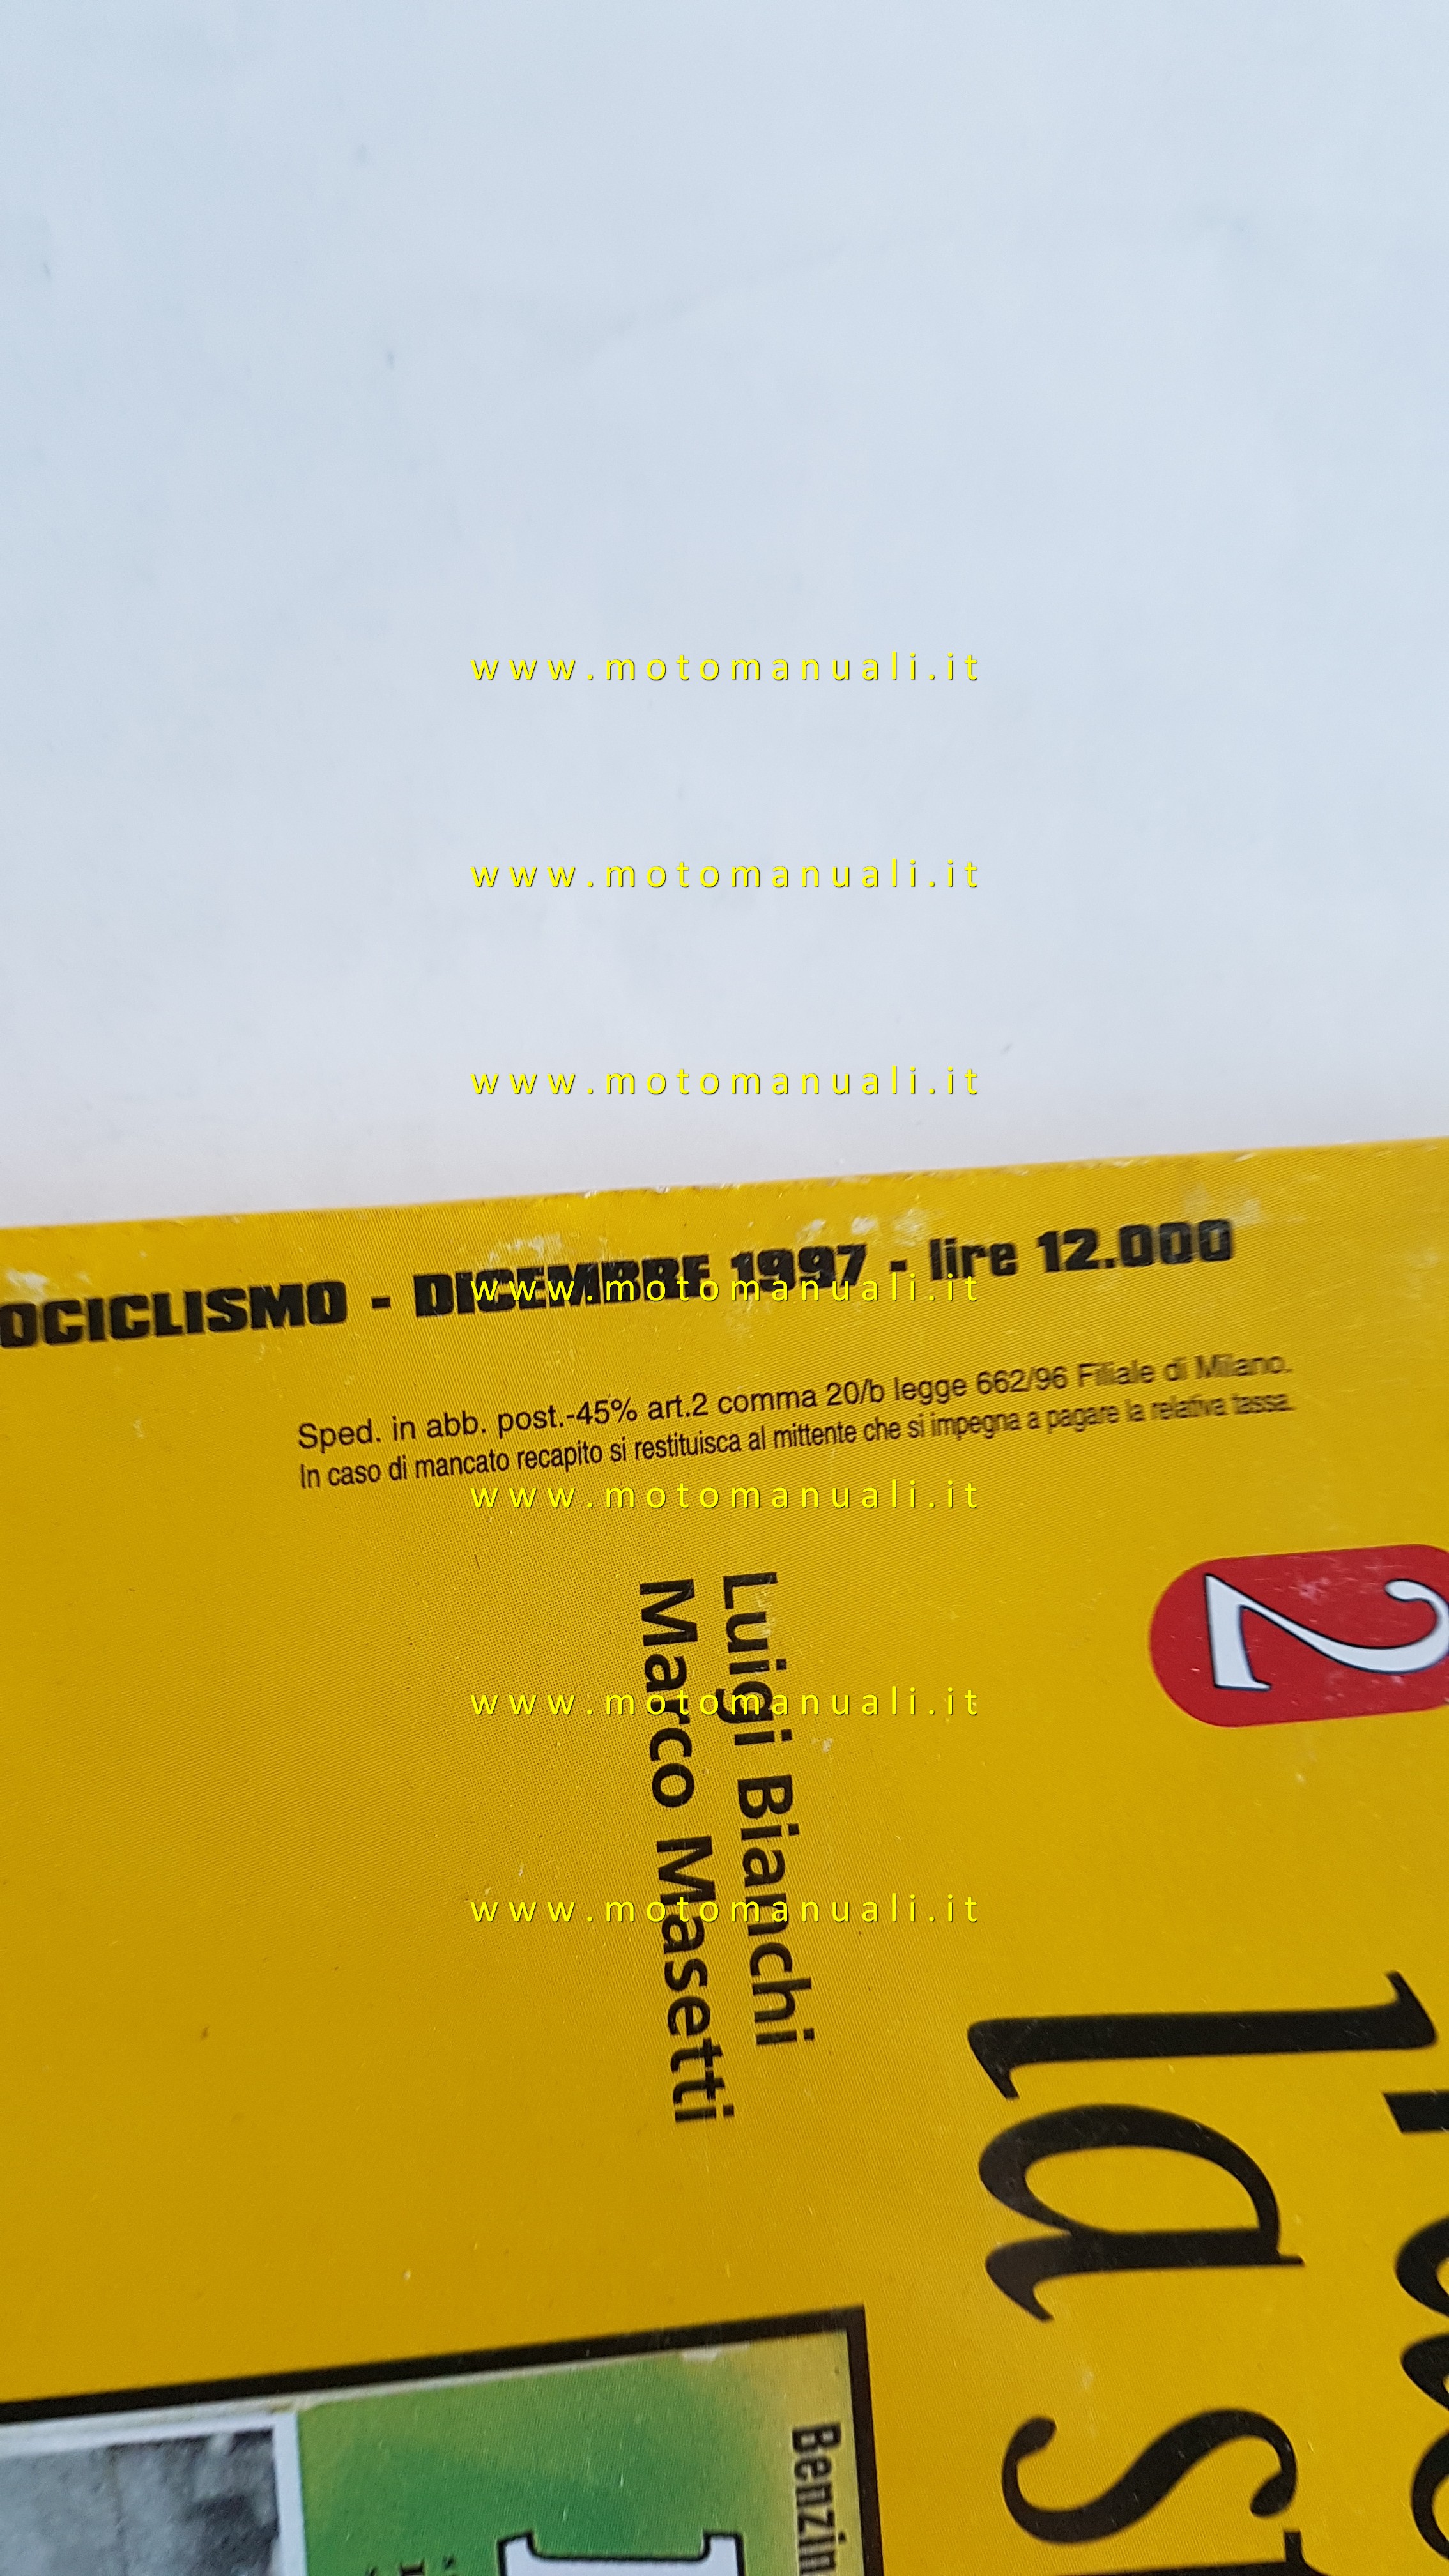 www.motomanuali.it
www.motomanuali.it
www.motomanuali.it
OCICLISMO - DICEMBRE 1997 - lire 12.000
www.motomanuali.it
Sped. in abb. post.-45% art.2 comma 20/b legge 662/96 Filiale di Milano.
In caso di mancato recapito si restituisca al mittente che si impegna a pagare la relativa tassa.
www.motomanuali.it
2
Luigi Bianchi
Marco Masetti
www.motomanuali.it
www.motomanuali.it
la
Benzin